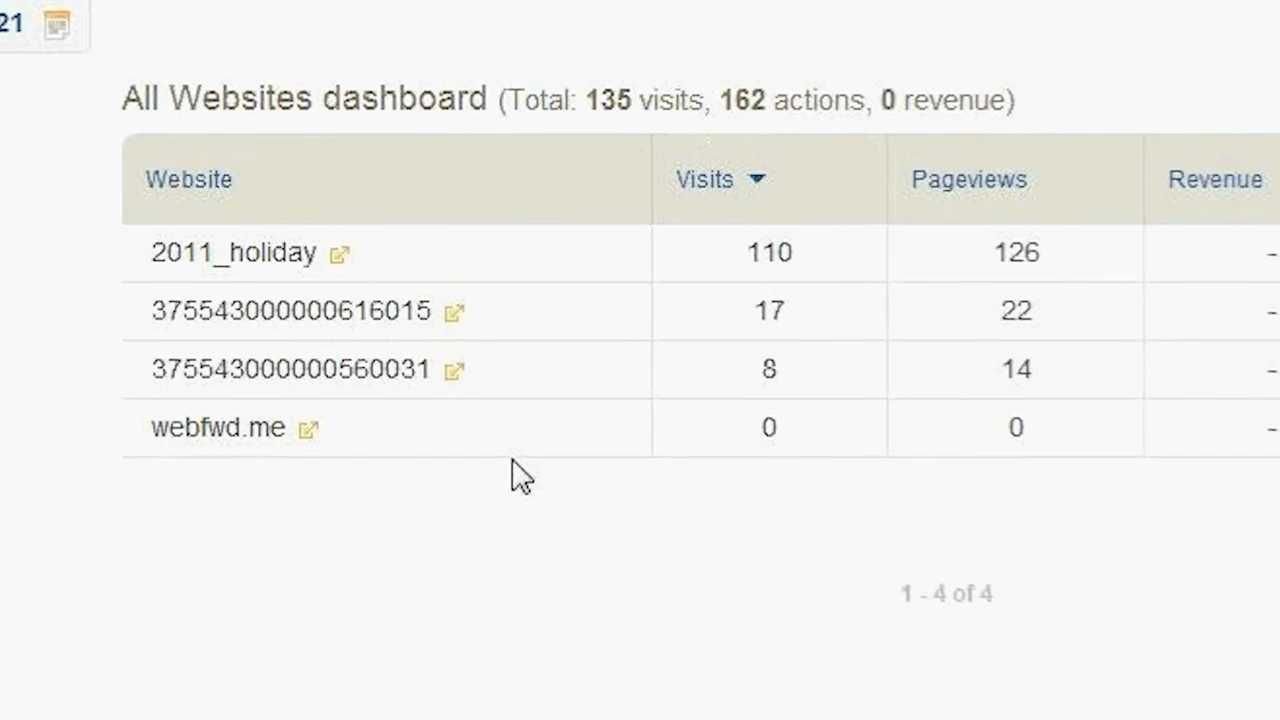 21
All Websites dashboard (Total: 135 visits, 162 actions, 0 revenue)
Website Visits Pageviews Revenue
2011_holiday 110 126 -
375543000000616015 17 22 -
375543000000560031 8 14 -
webfwd.me 0 0 -
1 - 4 of 4